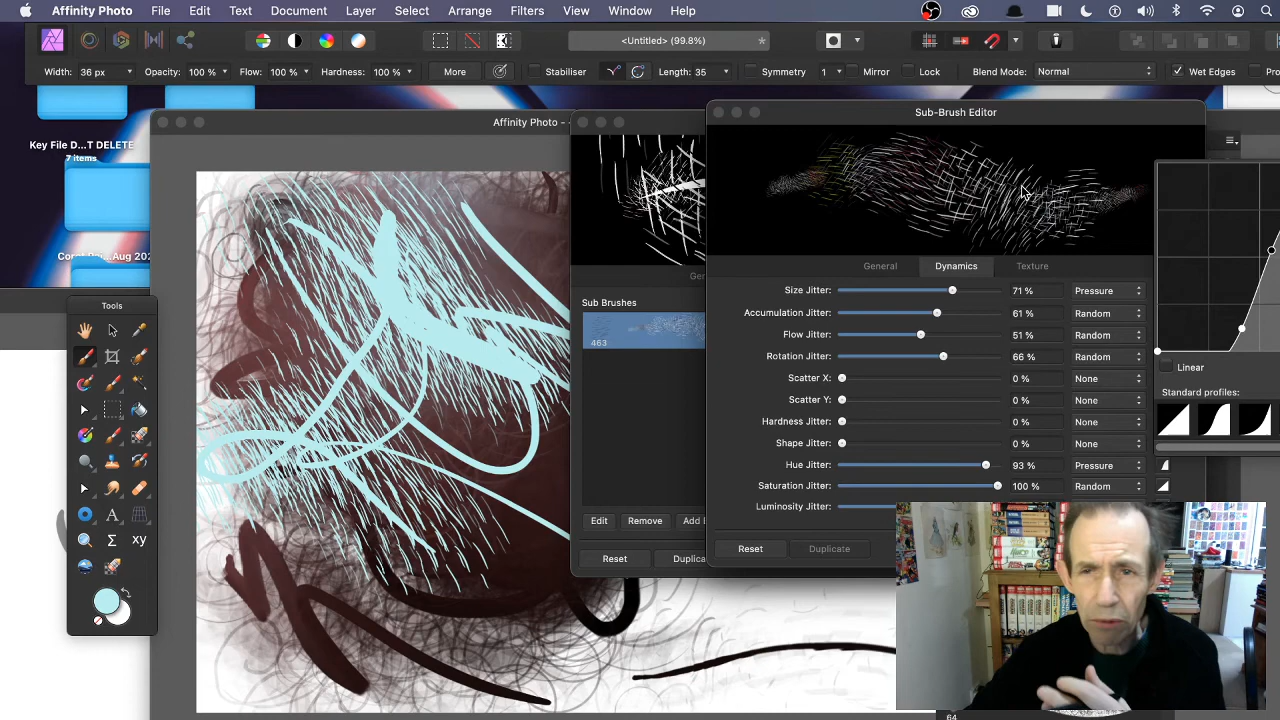 Affinity Photo File Edit Text Document Layer Select Arrange Filters View Window Help
<Untitled> (99.8%) *
Width: 36 px Opacity: 100 % Flow: 100 % Hardness: 100 % More Stabiliser Length: 35 Symmetry 1 Mirror Lock Blend Mode: Normal Wet Edges Pro
Key File D...T DELETE
7 items
Affinity Photo -
Sub-Brush Editor
Tools
General Dynamics Texture
Sub Brushes
463
Size Jitter: 71 % Pressure
Accumulation Jitter: 61 % Random
Flow Jitter: 51 % Random
Rotation Jitter: 66 % Random
Scatter X: 0 % None
Scatter Y: 0 % None
Hardness Jitter: 0 % None
Shape Jitter: 0 % None
Hue Jitter: 93 % Pressure
Saturation Jitter: 100 % Random
Luminosity Jitter:
Linear
Standard profiles:
A
Σ xy
Edit Remove Add
Reset Duplica
Reset Duplicate
64